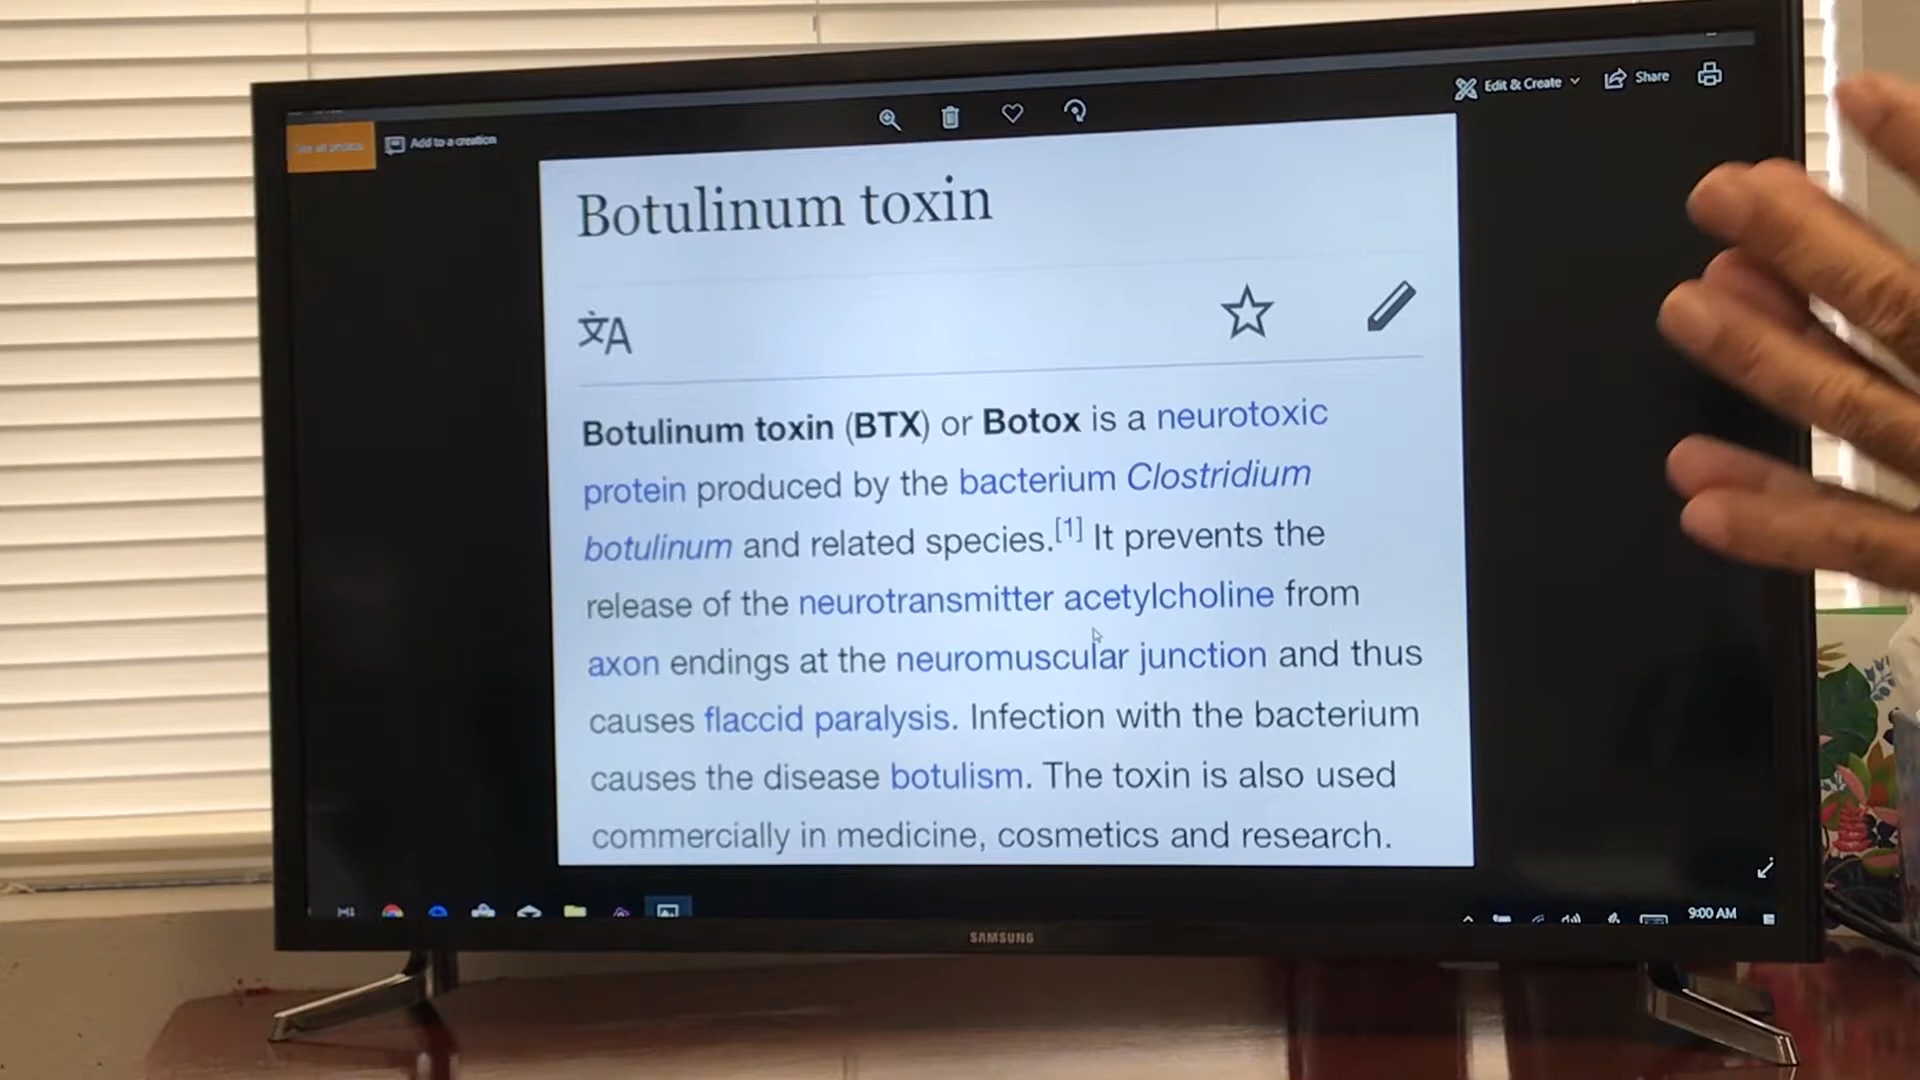 Edit & Create
Share
See all photos
Add to a creation
Botulinum toxin
文A
Botulinum toxin (BTX) or Botox is a neurotoxic
protein produced by the bacterium Clostridium
botulinum and related species.[1] It prevents the
release of the neurotransmitter acetylcholine from
axon endings at the neuromuscular junction and thus
causes flaccid paralysis. Infection with the bacterium
causes the disease botulism. The toxin is also used
commercially in medicine, cosmetics and research.
9:00 AM
SAMSUNG